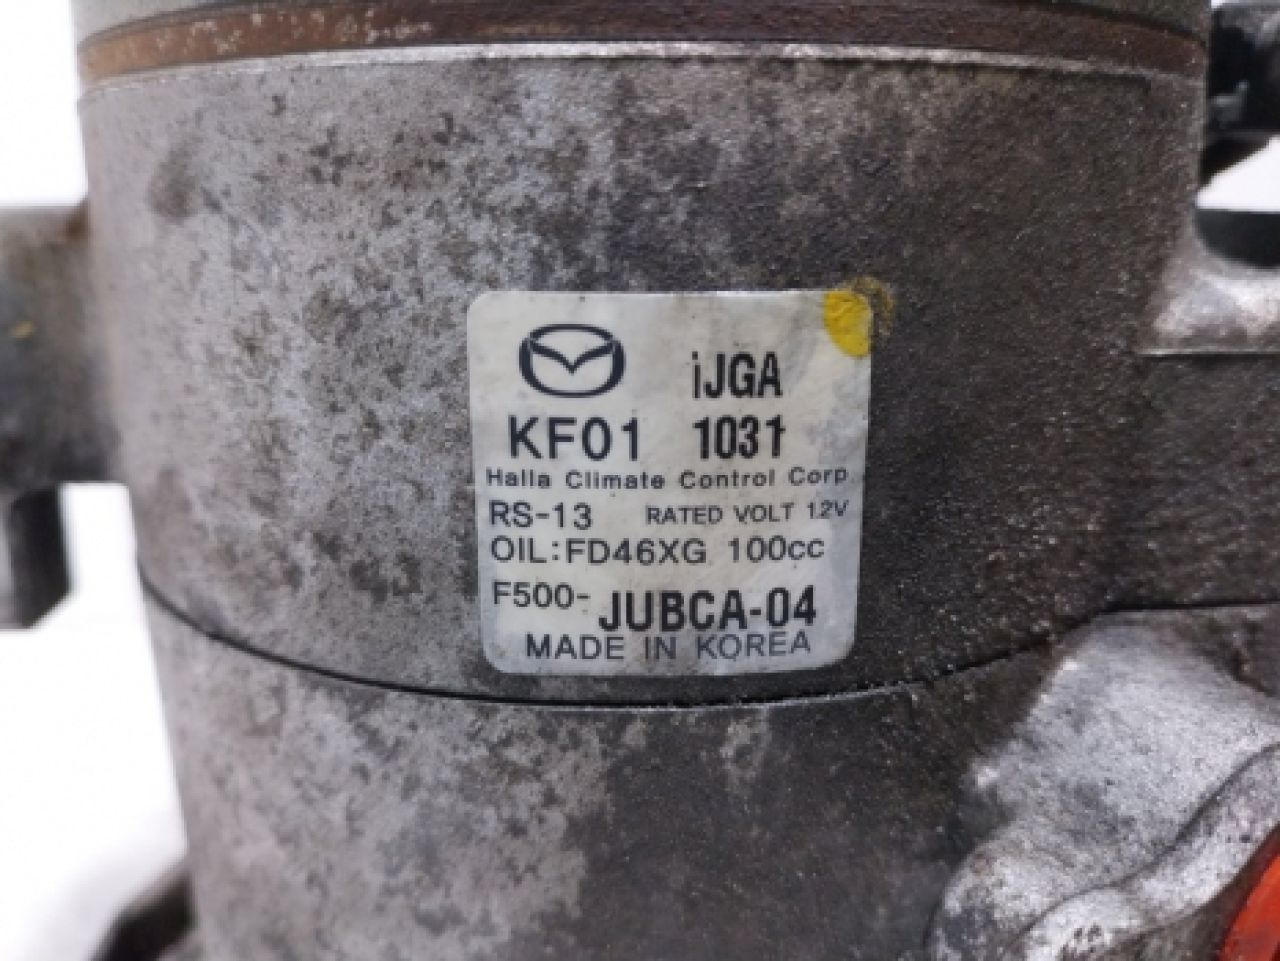 iJGA
KF01 1031
Halla Climate Control Corp
RS-13 RATED VOLT 12V
OIL:FD46XG 100cc
F500-JUBCA-04
MADE IN KOREA